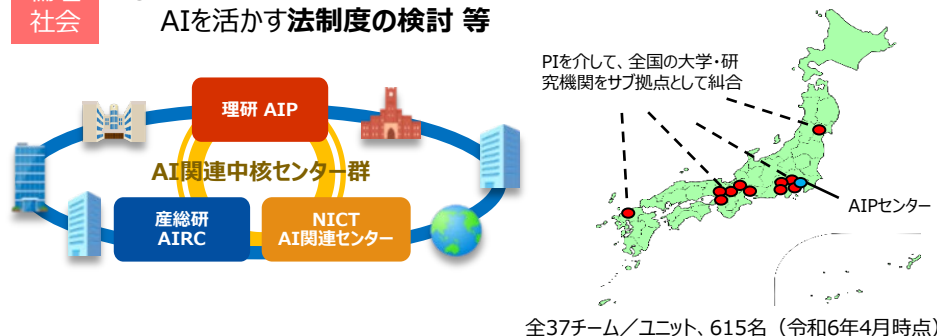 社会
AIを活かす法制度の検討 等
理研 AIP
AI関連中核センター群
産総研
AIRC
NICT
AI関連センター
PIを介して、全国の大学・研
究機関をサブ拠点として糾合
AIPセンター
全37チーム／ユニット、615名（令和6年4月時点）